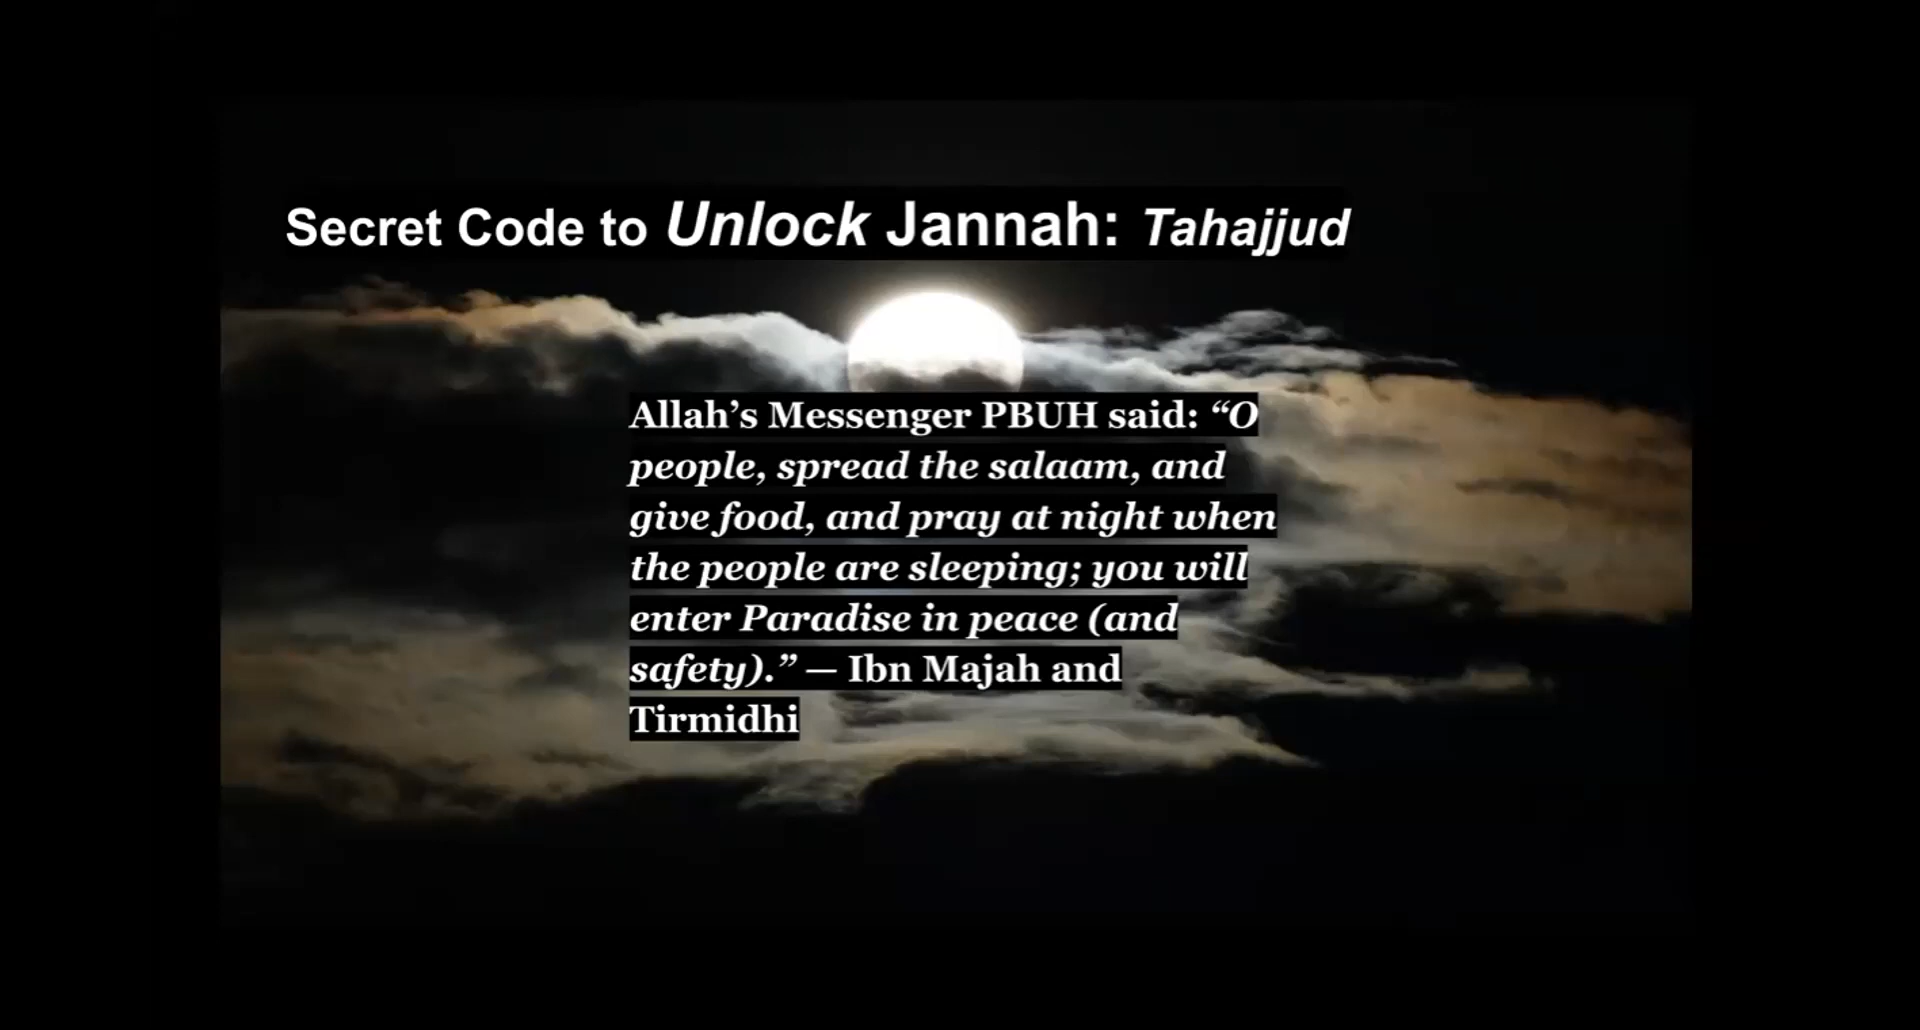 Secret Code to Unlock Jannah: Tahajjud
Allah’s Messenger PBUH said: “O
people, spread the salaam, and
give food, and pray at night when
the people are sleeping; you will
enter Paradise in peace (and
safety).” — Ibn Majah and
Tirmidhi